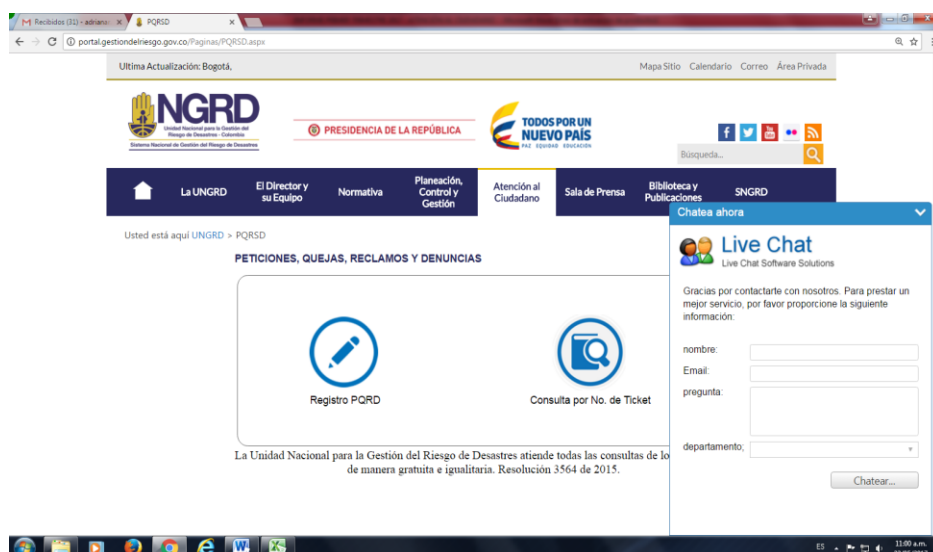 Recibidos (31) - adriana
PQRSD
portal.gestiondelriesgo.gov.co/Paginas/PQRSD.aspx
Ultima Actualización: Bogotá,
Mapa Sitio Calendario Correo Área Privada
NGRD
Unidad Nacional para la Gestión del
Riesgo de Desastres - Colombia
Sistema Nacional de Gestión del Riesgo de Desastres
PRESIDENCIA DE LA REPÚBLICA
TODOS POR UN
NUEVO PAÍS
PAZ EQUIDAD EDUCACIÓN
Búsqueda...
La UNGRD
El Director y
su Equipo
Normativa
Planeación,
Control y
Gestión
Atención al
Ciudadano
Sala de Prensa
Biblioteca y
Publicaciones
SNGRD
Usted está aquí UNGRD > PQRSD
PETICIONES, QUEJAS, RECLAMOS Y DENUNCIAS
Registro PQRD
Consulta por No. de Ticket
La Unidad Nacional para la Gestión del Riesgo de Desastres atiende todas las consultas de lo
de manera gratuita e igualitaria. Resolución 3564 de 2015.
Chatea ahora
Live Chat
Live Chat Software Solutions
Gracias por contactarte con nosotros. Para prestar un
mejor servicio, por favor proporcione la siguiente
información:
nombre:
Email:
pregunta:
departamento:
Chatear...
ES
11:00 a.m.